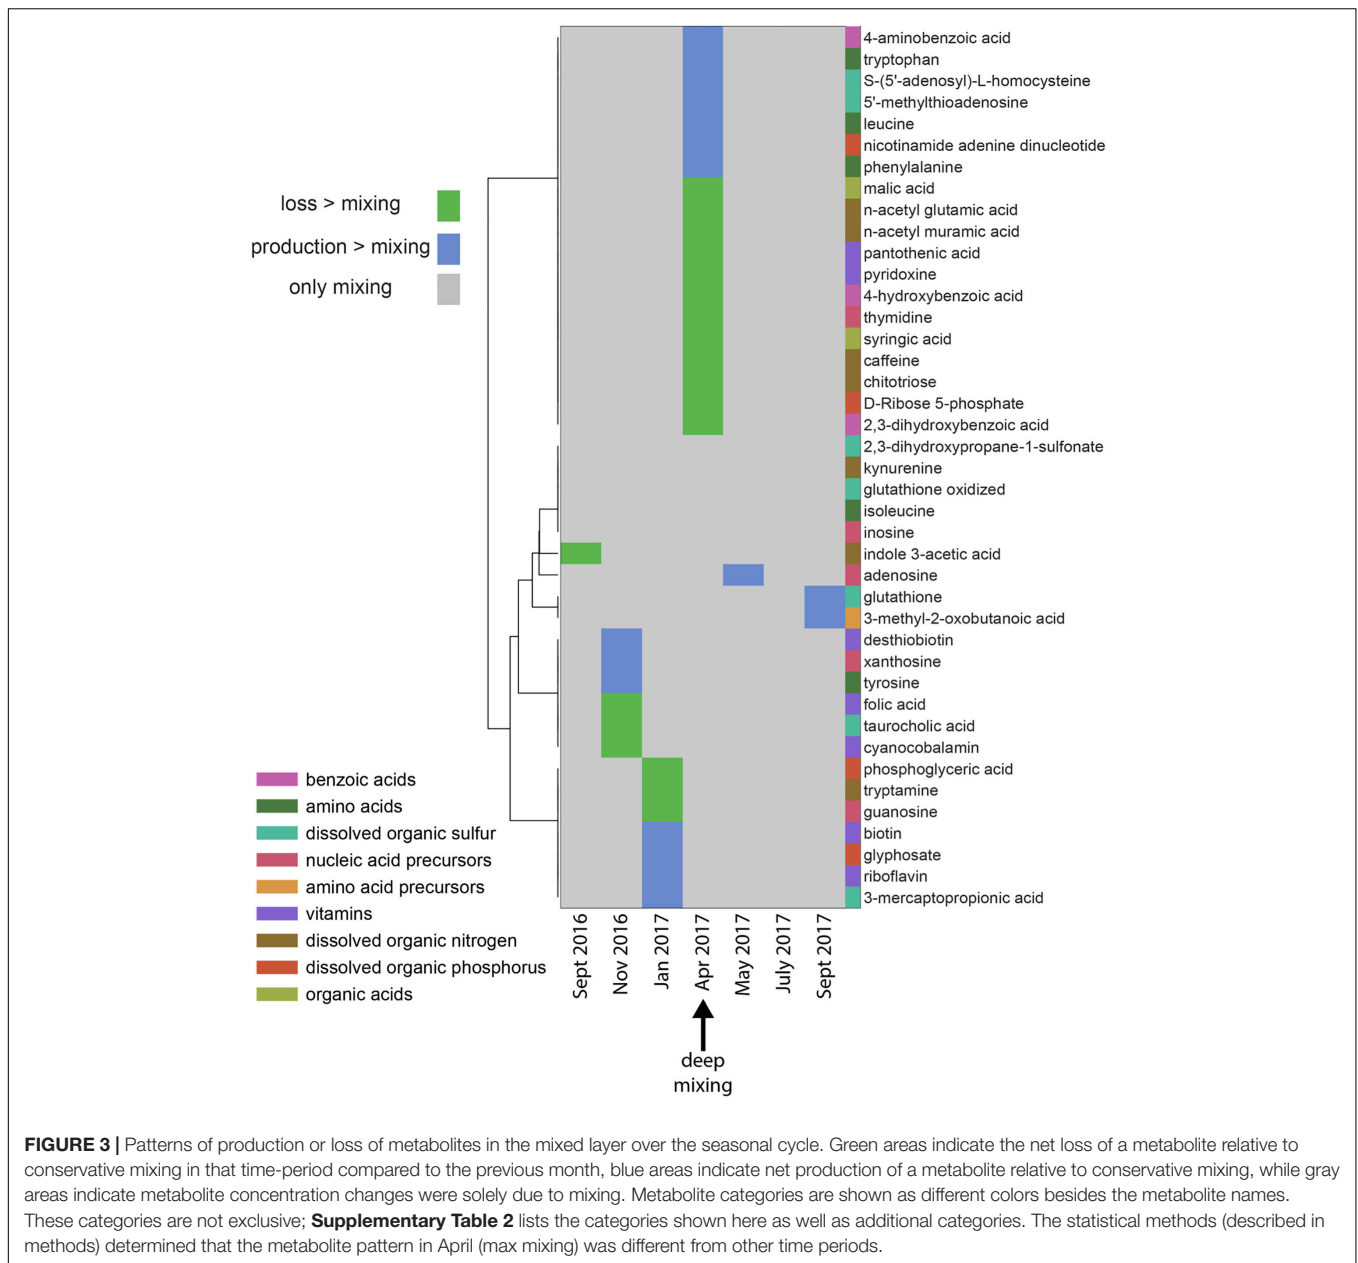 4-aminobenzoic acid
tryptophan
S-(5'-adenosyl)-L-homocysteine
5'-methylthioadenosine
leucine
nicotinamide adenine dinucleotide
phenylalanine
malic acid
n-acetyl glutamic acid
n-acetyl muramic acid
pantothenic acid
pyridoxine
4-hydroxybenzoic acid
thymidine
syringic acid
caffeine
chitotriose
D-Ribose 5-phosphate
2,3-dihydroxybenzoic acid
2,3-dihydroxypropane-1-sulfonate
kynurenine
glutathione oxidized
isoleucine
inosine
indole 3-acetic acid
adenosine
glutathione
3-methyl-2-oxobutanoic acid
desthiobiotin
xanthosine
tyrosine
folic acid
taurocholic acid
cyanocobalamin
phosphoglyceric acid
tryptamine
guanosine
biotin
glyphosate
riboflavin
3-mercaptopropionic acid
loss > mixing
production > mixing
only mixing
benzoic acids
amino acids
dissolved organic sulfur
nucleic acid precursors
amino acid precursors
vitamins
dissolved organic nitrogen
dissolved organic phosphorus
organic acids
Sept 2016
Nov 2016
Jan 2017
Apr 2017
May 2017
July 2017
Sept 2017
deep
mixing
FIGURE 3 | Patterns of production or loss of metabolites in the mixed layer over the seasonal cycle. Green areas indicate the net loss of a metabolite relative to
conservative mixing in that time-period compared to the previous month, blue areas indicate net production of a metabolite relative to conservative mixing, while gray
areas indicate metabolite concentration changes were solely due to mixing. Metabolite categories are shown as different colors besides the metabolite names.
These categories are not exclusive; Supplementary Table 2 lists the categories shown here as well as additional categories. The statistical methods (described in
methods) determined that the metabolite pattern in April (max mixing) was different from other time periods.